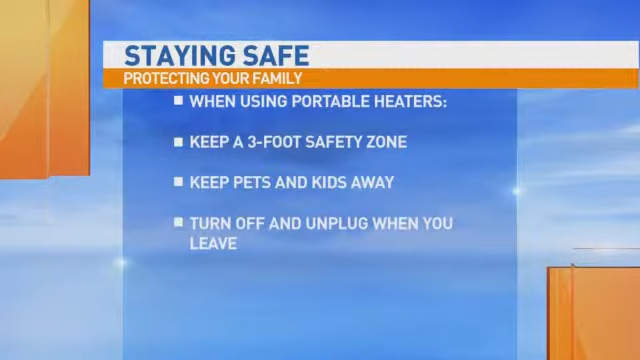 STAYING SAFE
PROTECTING YOUR FAMILY
WHEN USING PORTABLE HEATERS:
KEEP A 3-FOOT SAFETY ZONE
KEEP PETS AND KIDS AWAY
TURN OFF AND UNPLUG WHEN YOU
LEAVE